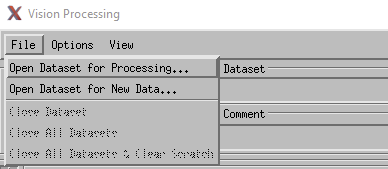 Vision Processing
File Options View
Open Dataset for Processing...
Dataset
Open Dataset for New Data...
Close Dataset
Comment
Close All Datasets
Close All Datasets & Clear Scratch